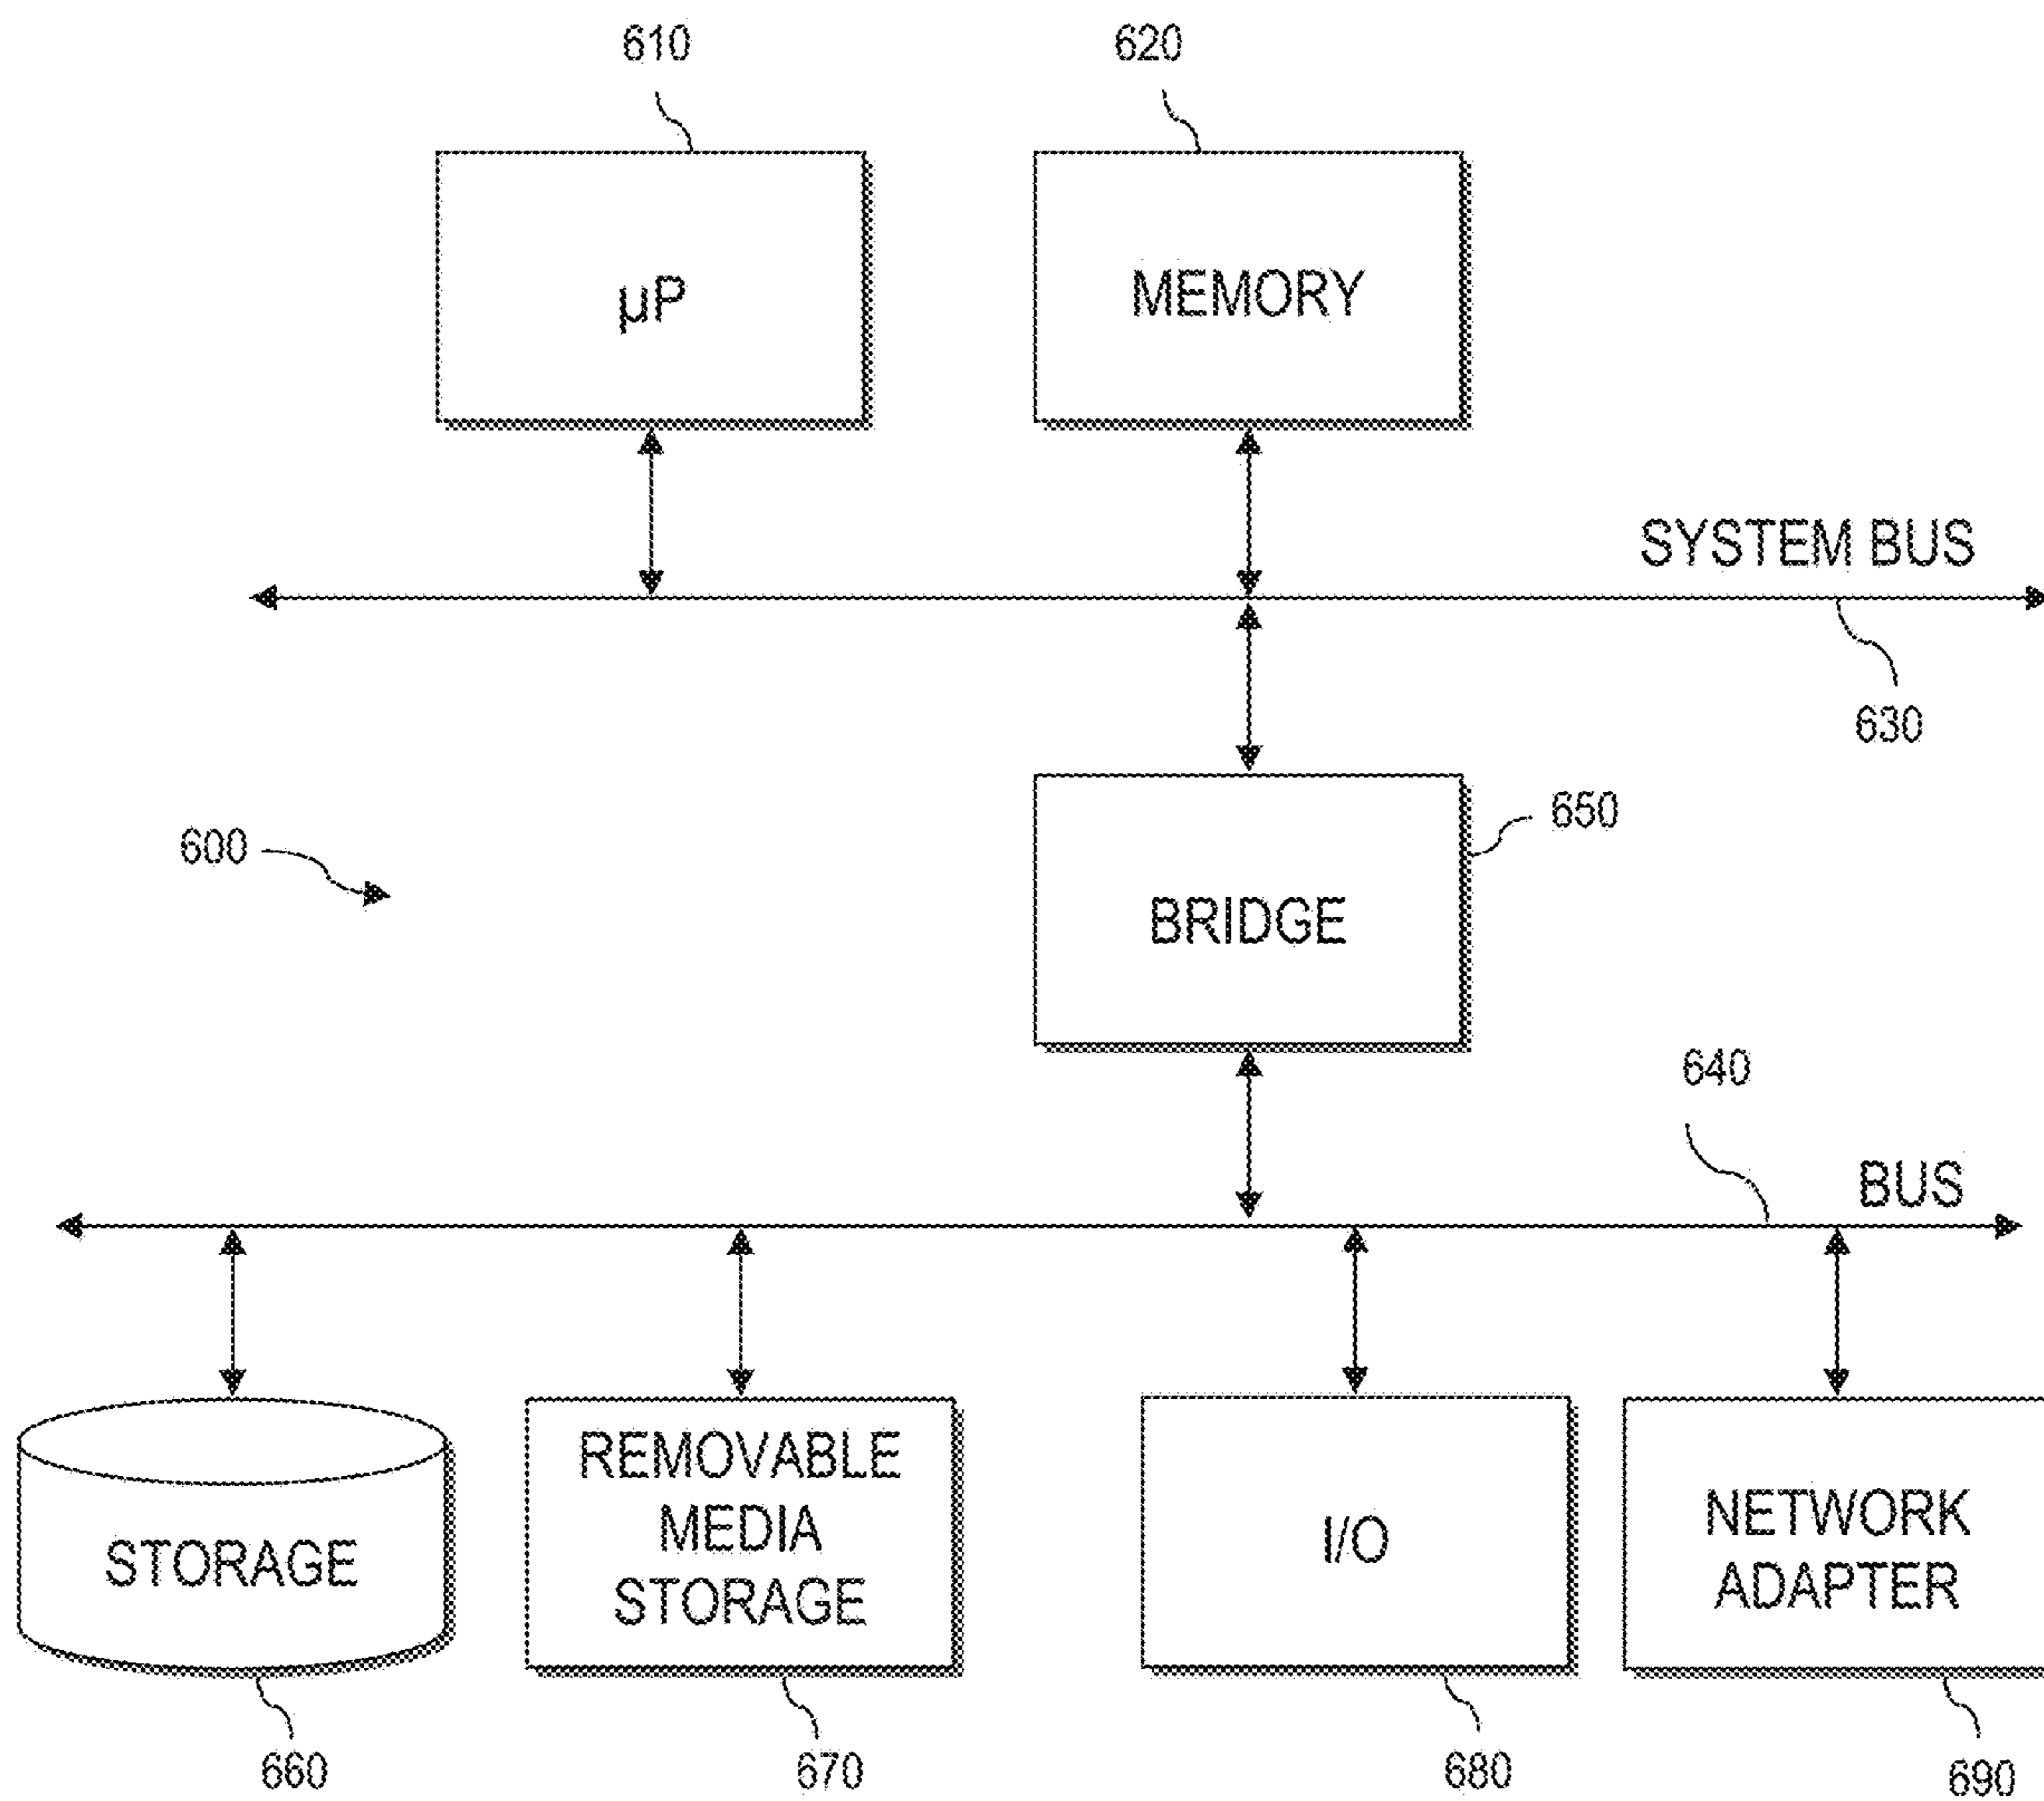 610
620
µP
MEMORY
SYSTEM BUS
630
650
600
BRIDGE
640
BUS
STORAGE
REMOVABLE
MEDIA
STORAGE
I/O
NETWORK
ADAPTER
660
670
680
690